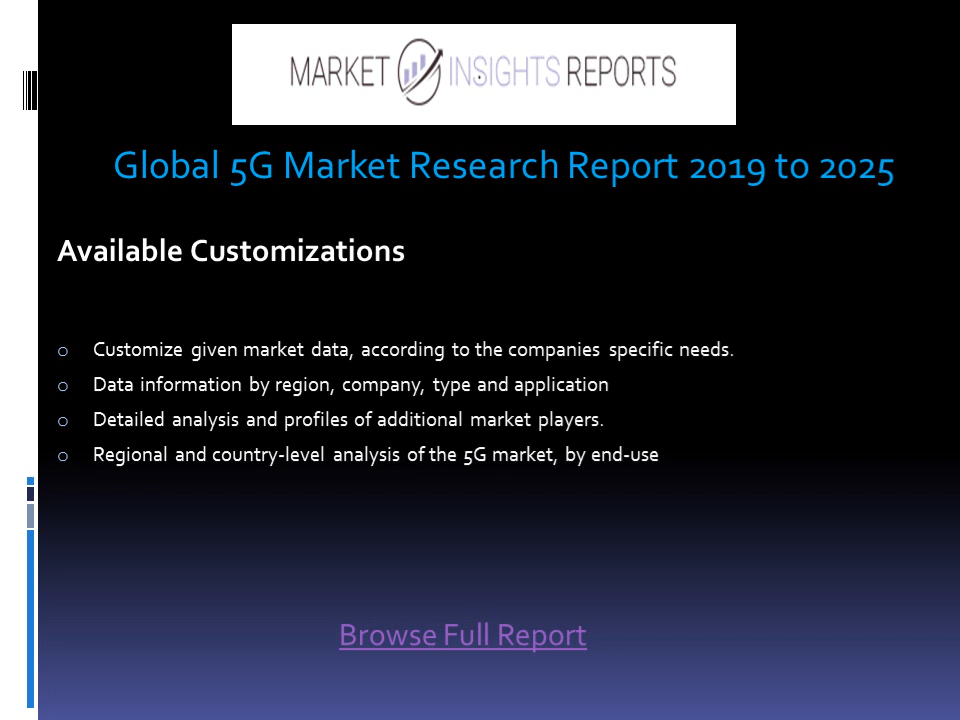 MARKET INSIGHTS REPORTS
Global 5G Market Research Report 2019 to 2025
Available Customizations
o Customize given market data, according to the companies specific needs.
o Data information by region, company, type and application
o Detailed analysis and profiles of additional market players.
o Regional and country-level analysis of the 5G market, by end-use
Browse Full Report